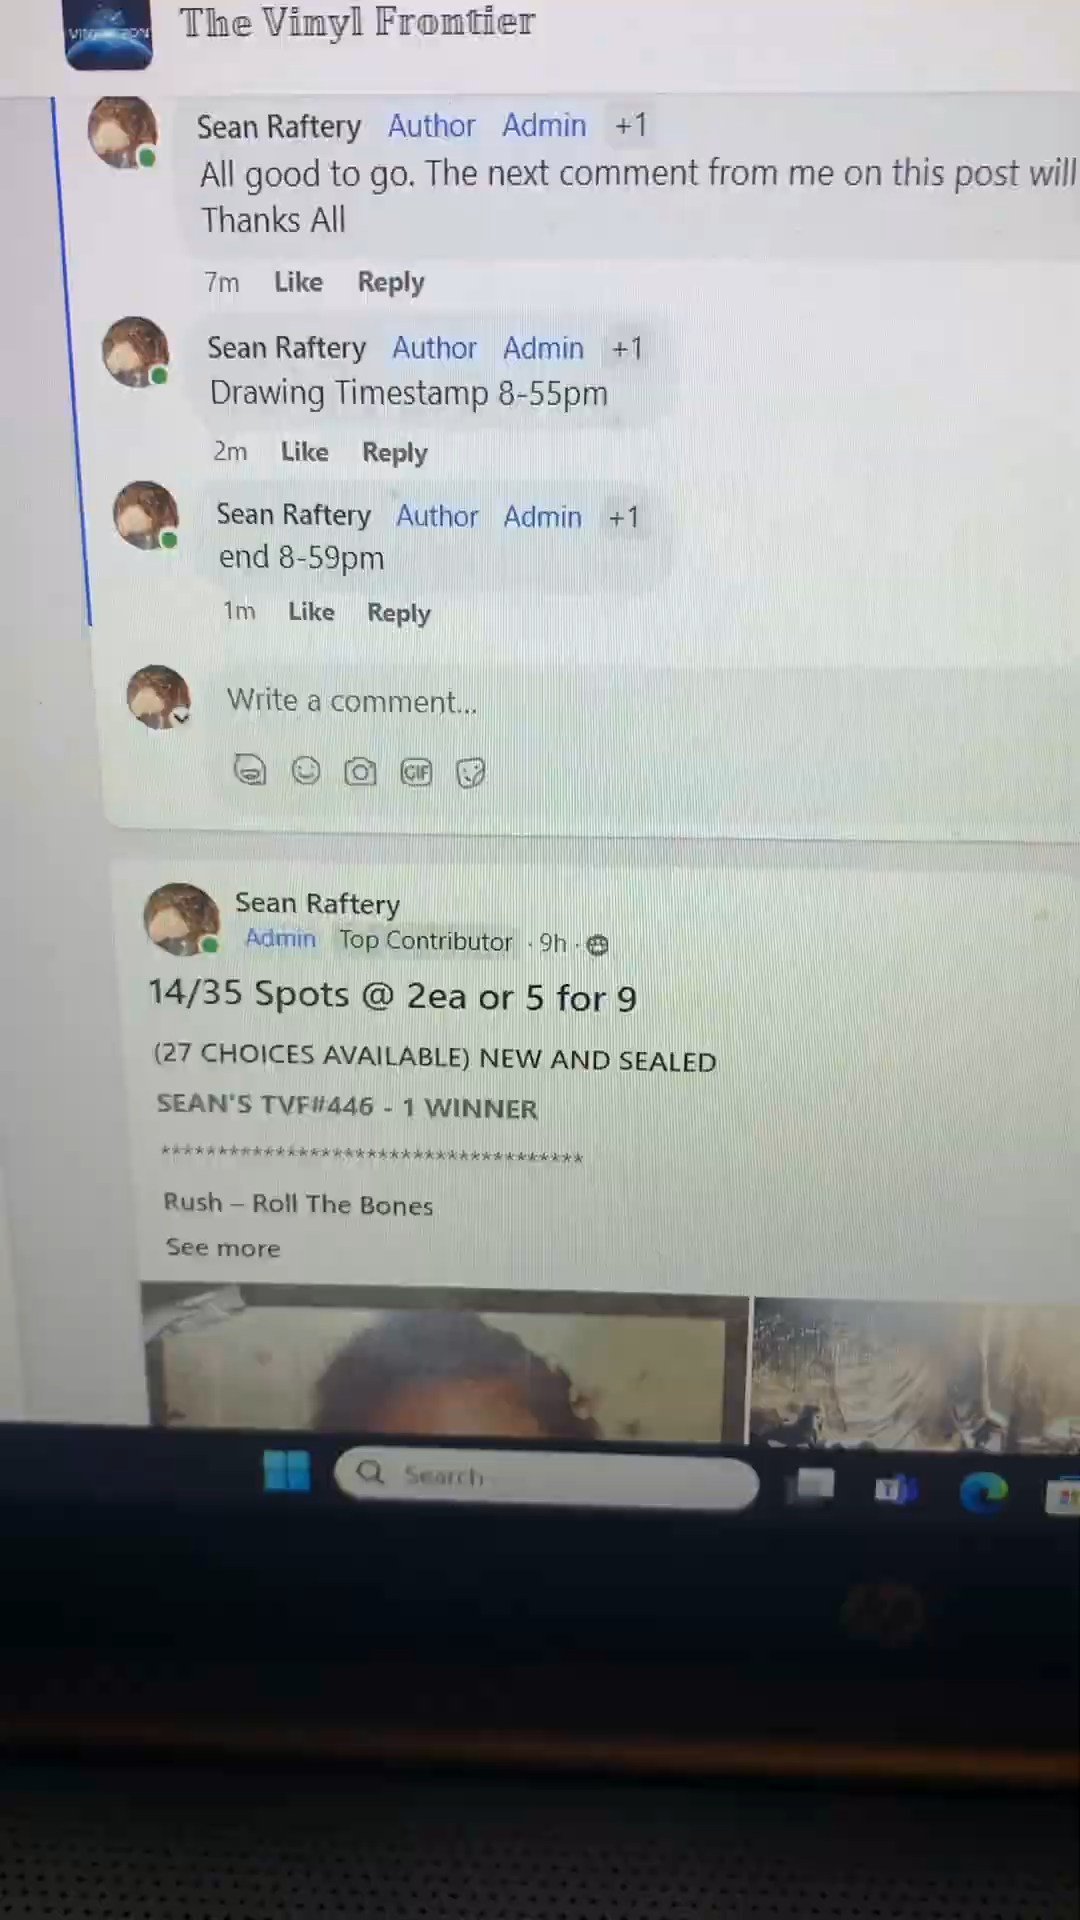 The Vinyl Frontier
Sean Raftery Author Admin +1
All good to go. The next comment from me on this post will
Thanks All
7m Like Reply
Sean Raftery Author Admin +1
Drawing Timestamp 8-55pm
2m Like Reply
Sean Raftery Author Admin +1
end 8-59pm
1m Like Reply
Write a comment...
GIF
Sean Raftery
Admin Top Contributor · 9h ·
14/35 Spots @ 2ea or 5 for 9
(27 CHOICES AVAILABLE) NEW AND SEALED
SEAN'S TVF#446 - 1 WINNER
*************************************
Rush – Roll The Bones
See more
Search